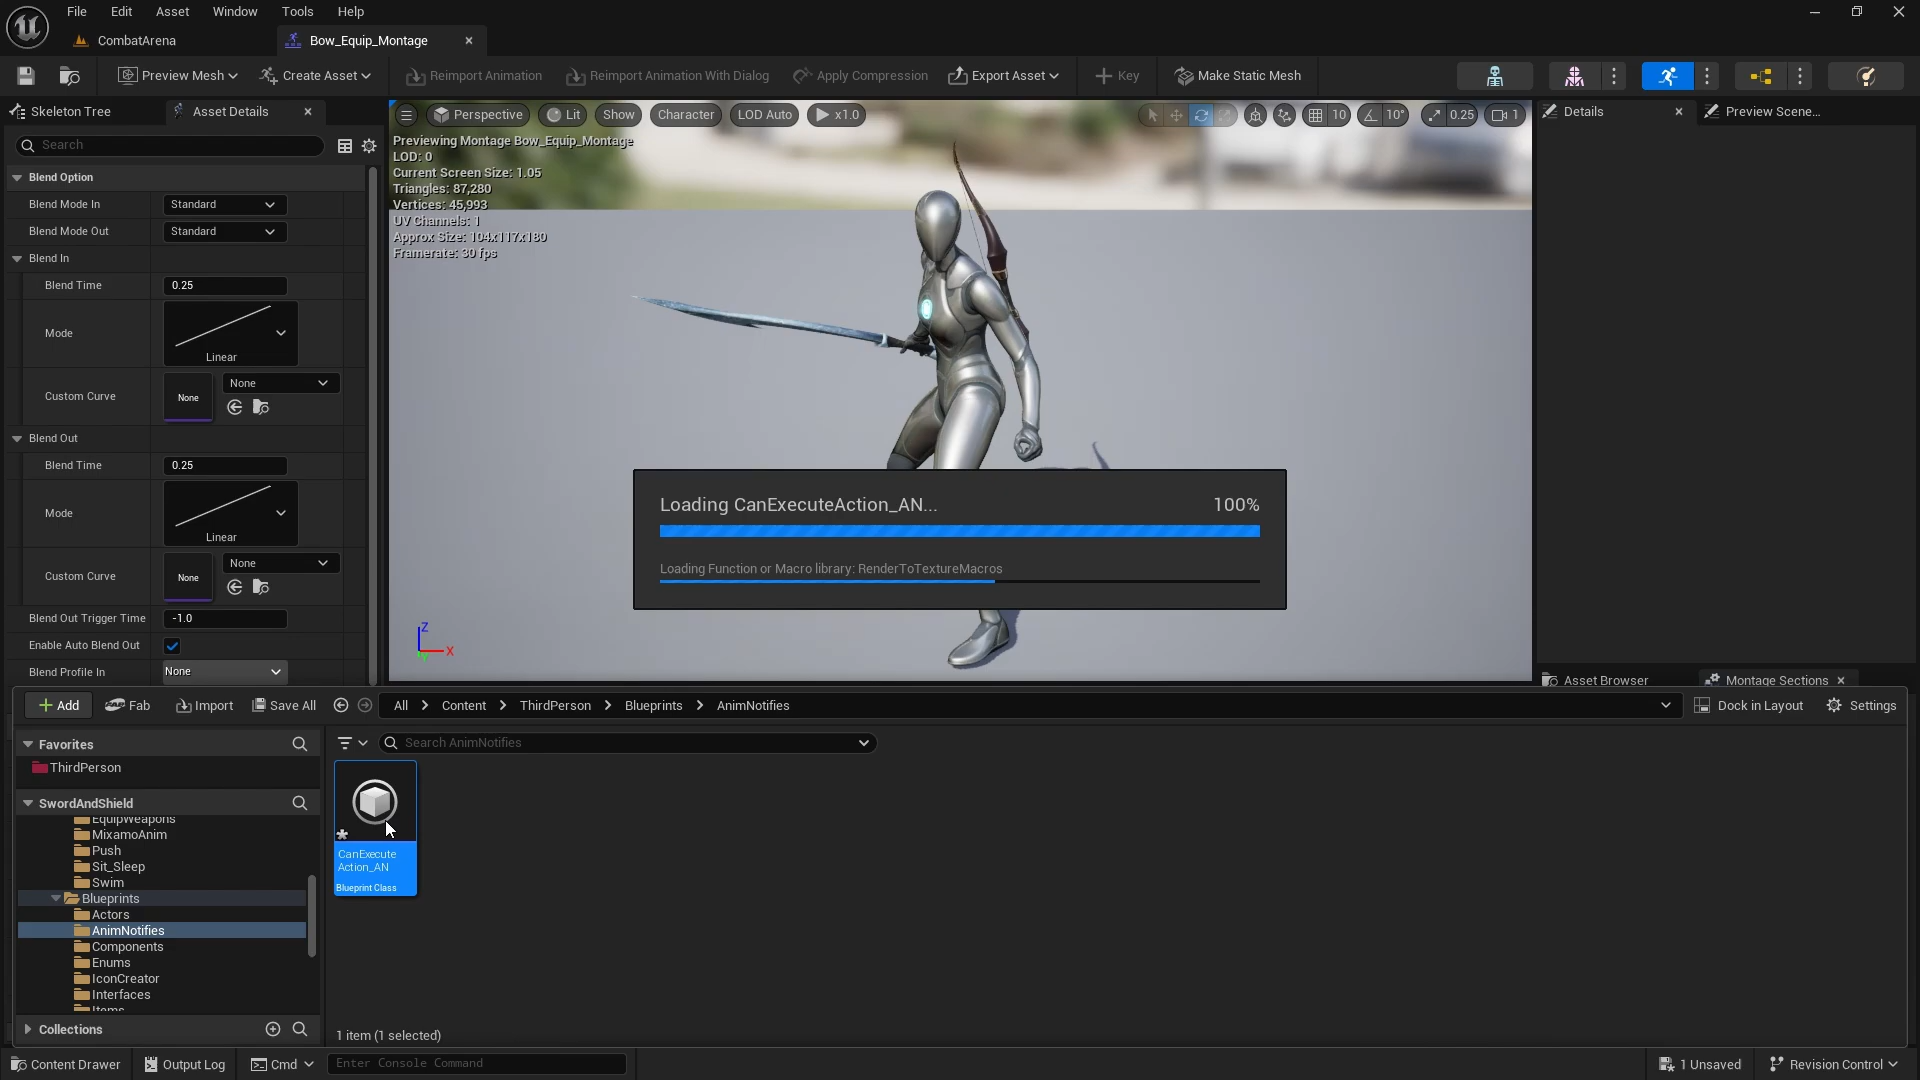 File Edit Asset Window Tools Help
CombatArena
Bow_Equip_Montage
Preview Mesh
Create Asset
Reimport Animation
Reimport Animation With Dialog
Apply Compression
Export Asset
Key
Make Static Mesh
Skeleton Tree
Asset Details
Perspective
Lit
Show
Character
LOD Auto
x1.0
10
10°
0.25
1
Details
Preview Scene...
Search
Previewing Montage Bow_Equip_Montage
LOD: 0
Current Screen Size: 1.05
Triangles: 87,280
Vertices: 45,993
UV Channels: 1
Approx Size: 104x117x180
Framerate: 30 fps
Blend Option
Blend Mode In Standard
Blend Mode Out Standard
Blend In
Blend Time 0.25
Mode
Linear
Custom Curve None None
Blend Out
Blend Time 0.25
Mode
Linear
Custom Curve None None
Blend Out Trigger Time -1.0
Enable Auto Blend Out
Blend Profile In None
Loading CanExecuteAction_AN... 100%
Loading Function or Macro library: RenderToTextureMacros
Z
X
Y
Asset Browser
Montage Sections
Add
Fab
Import
Save All
All > Content > ThirdPerson > Blueprints > AnimNotifies
Dock in Layout
Settings
Favorites
ThirdPerson
Search AnimNotifies
SwordAndShield
EquipWeapons
MixamoAnim
Push
Sit_Sleep
Swim
Blueprints
Actors
AnimNotifies
Components
Enums
IconCreator
Interfaces
Items
CanExecute
Action_AN
Blueprint Class
Collections
1 item (1 selected)
Content Drawer
Output Log
Cmd
Enter Console Command
1 Unsaved
Revision Control